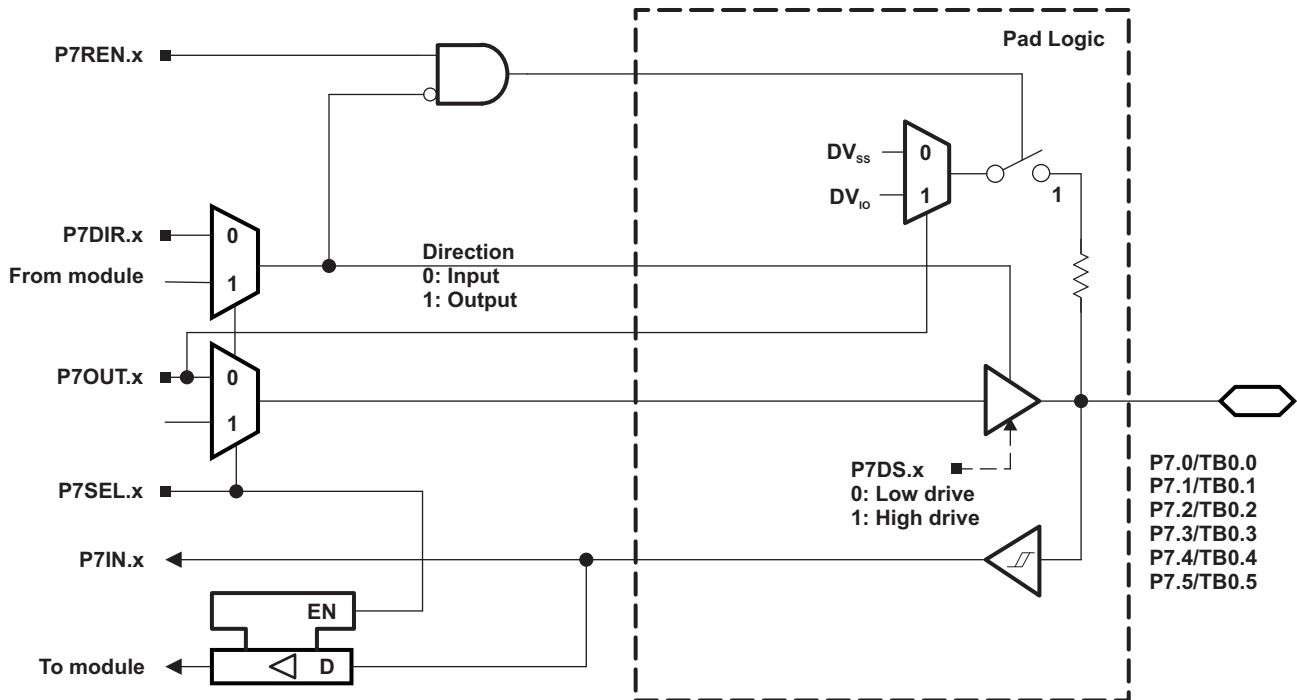 Pad Logic
P7REN.x
DVSS
0
DVIO
1
1
P7DIR.x
0
From module
1
Direction
0: Input
1: Output
P7OUT.x
0
1
P7DS.x
0: Low drive
1: High drive
P7SEL.x
P7.0/TB0.0
P7.1/TB0.1
P7.2/TB0.2
P7.3/TB0.3
P7.4/TB0.4
P7.5/TB0.5
P7IN.x
EN
To module
D